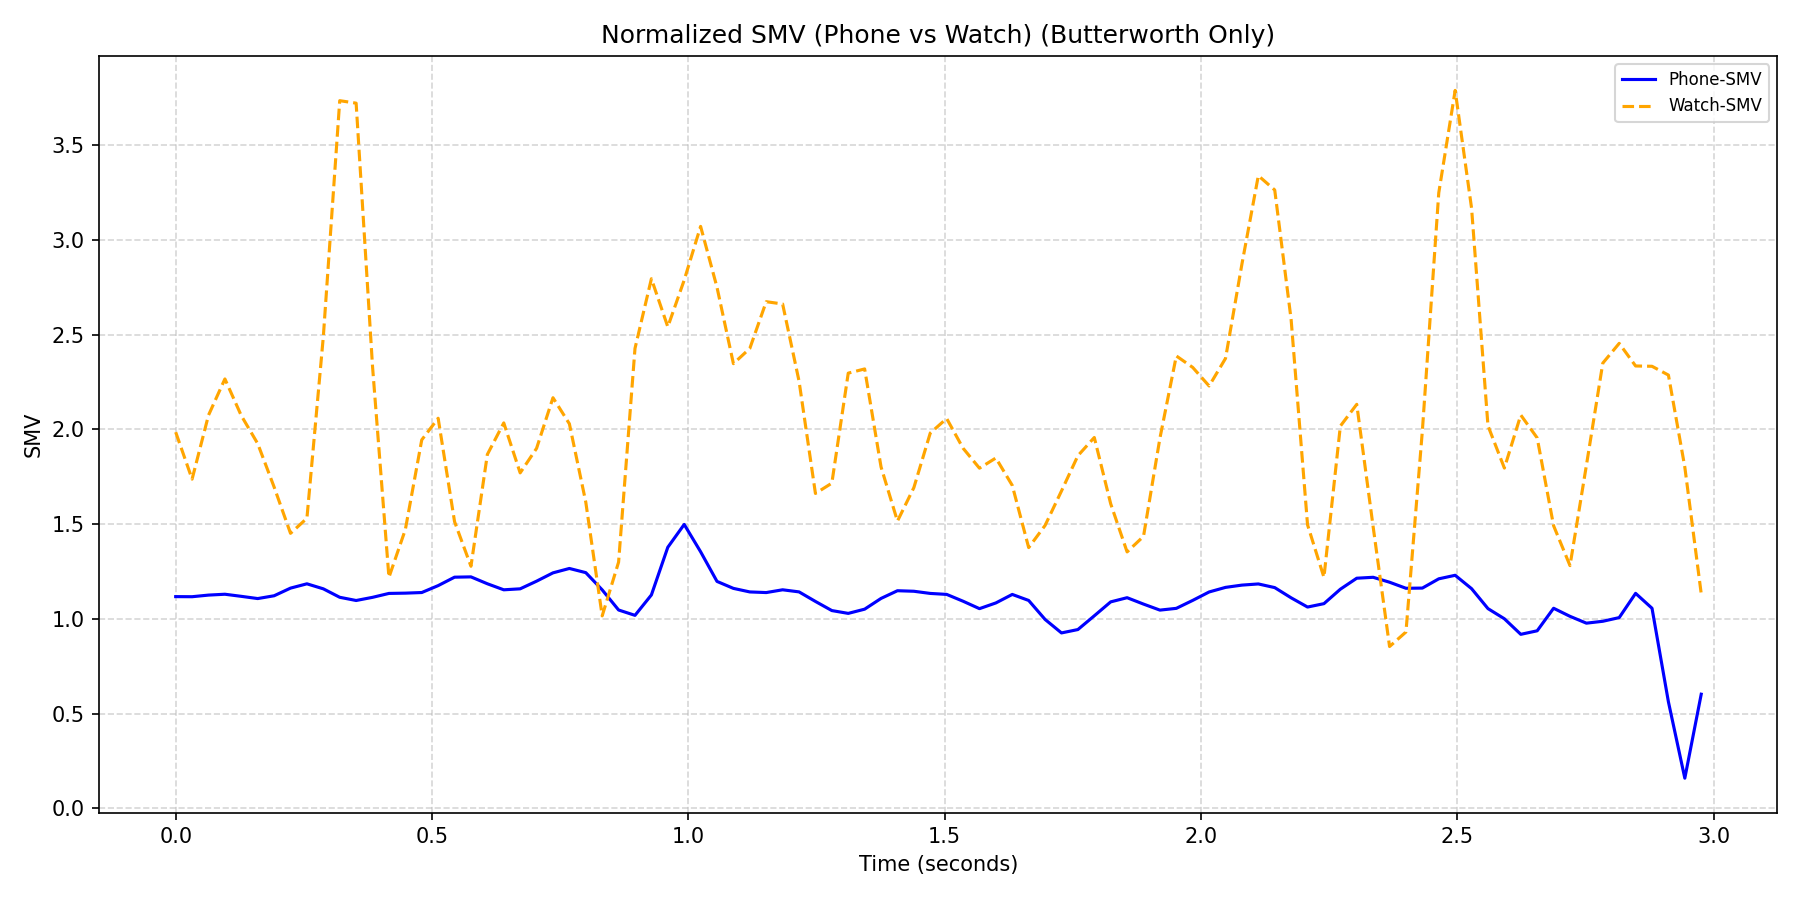 Normalized SMV (Phone vs Watch) (Butterworth Only)
Phone-SMV
Watch-SMV
SMV
3.5
3.0
2.5
2.0
1.5
1.0
0.5
0.0
0.0 0.5 1.0 1.5 2.0 2.5 3.0
Time (seconds)